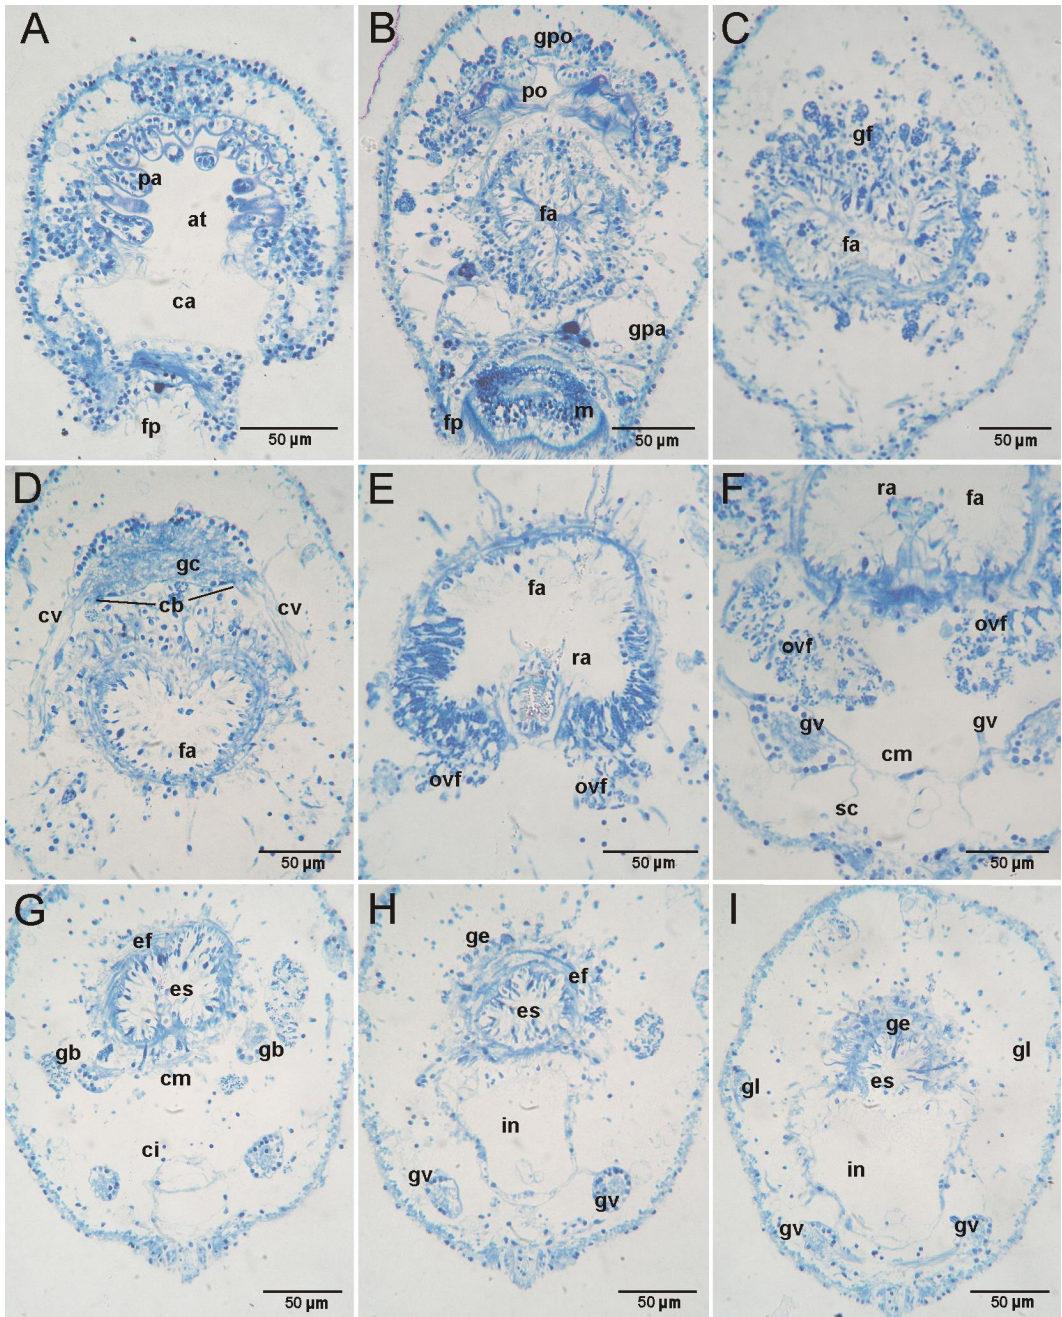 A
pa
at
ca
fp
50 µm
B
gpo
po
fa
gpa
fp
m
50 µm
C
gf
fa
50 µm
D
gc
cv
cb
cv
fa
50 µm
E
fa
ra
ovf
ovf
50 µm
F
ra
fa
ovf
ovf
gv
gv
cm
sc
50 µm
G
ef
es
gb
gb
cm
ci
50 µm
H
ge
ef
es
in
gv
gv
50 µm
I
ge
gl
gl
es
in
gv
gv
50 µm